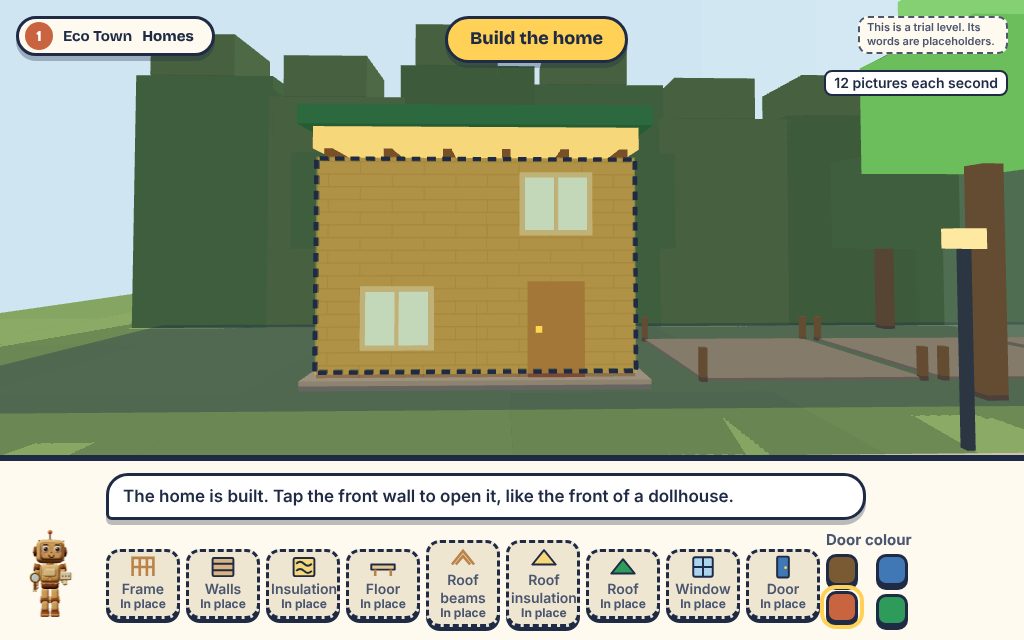 1 Eco Town Homes
Build the home
This is a trial level. Its
words are placeholders.
12 pictures each second
The home is built. Tap the front wall to open it, like the front of a dollhouse.
Door colour
Frame
In place
Walls
In place
Insulation
In place
Floor
In place
Roof
beams
In place
Roof
insulation
In place
Roof
In place
Window
In place
Door
In place